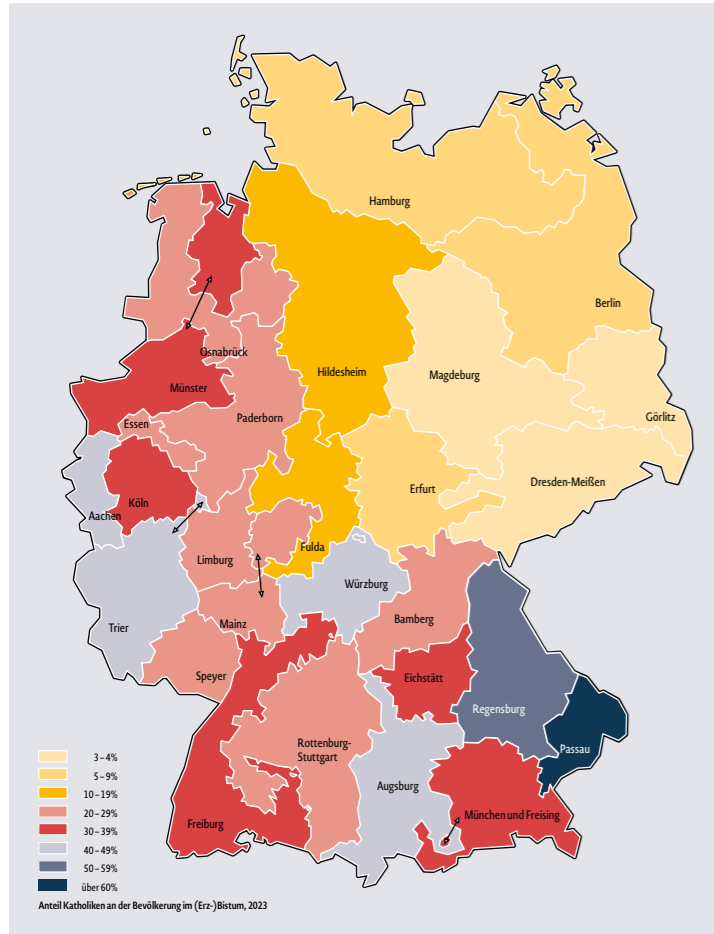 Hamburg
Berlin
Osnabrück
Hildesheim
Magdeburg
Münster
Görlitz
Paderborn
Essen
Dresden-Meißen
Erfurt
Köln
Aachen
Fulda
Limburg
Würzburg
Mainz
Bamberg
Trier
Speyer
Eichstätt
Regensburg
Rottenburg-
Stuttgart
Passau
Augsburg
München und Freising
Freiburg
3–4%
5–9%
10–19%
20–29%
30–39%
40–49%
50–59%
über 60%
Anteil Katholiken an der Bevölkerung im (Erz-)Bistum, 2023